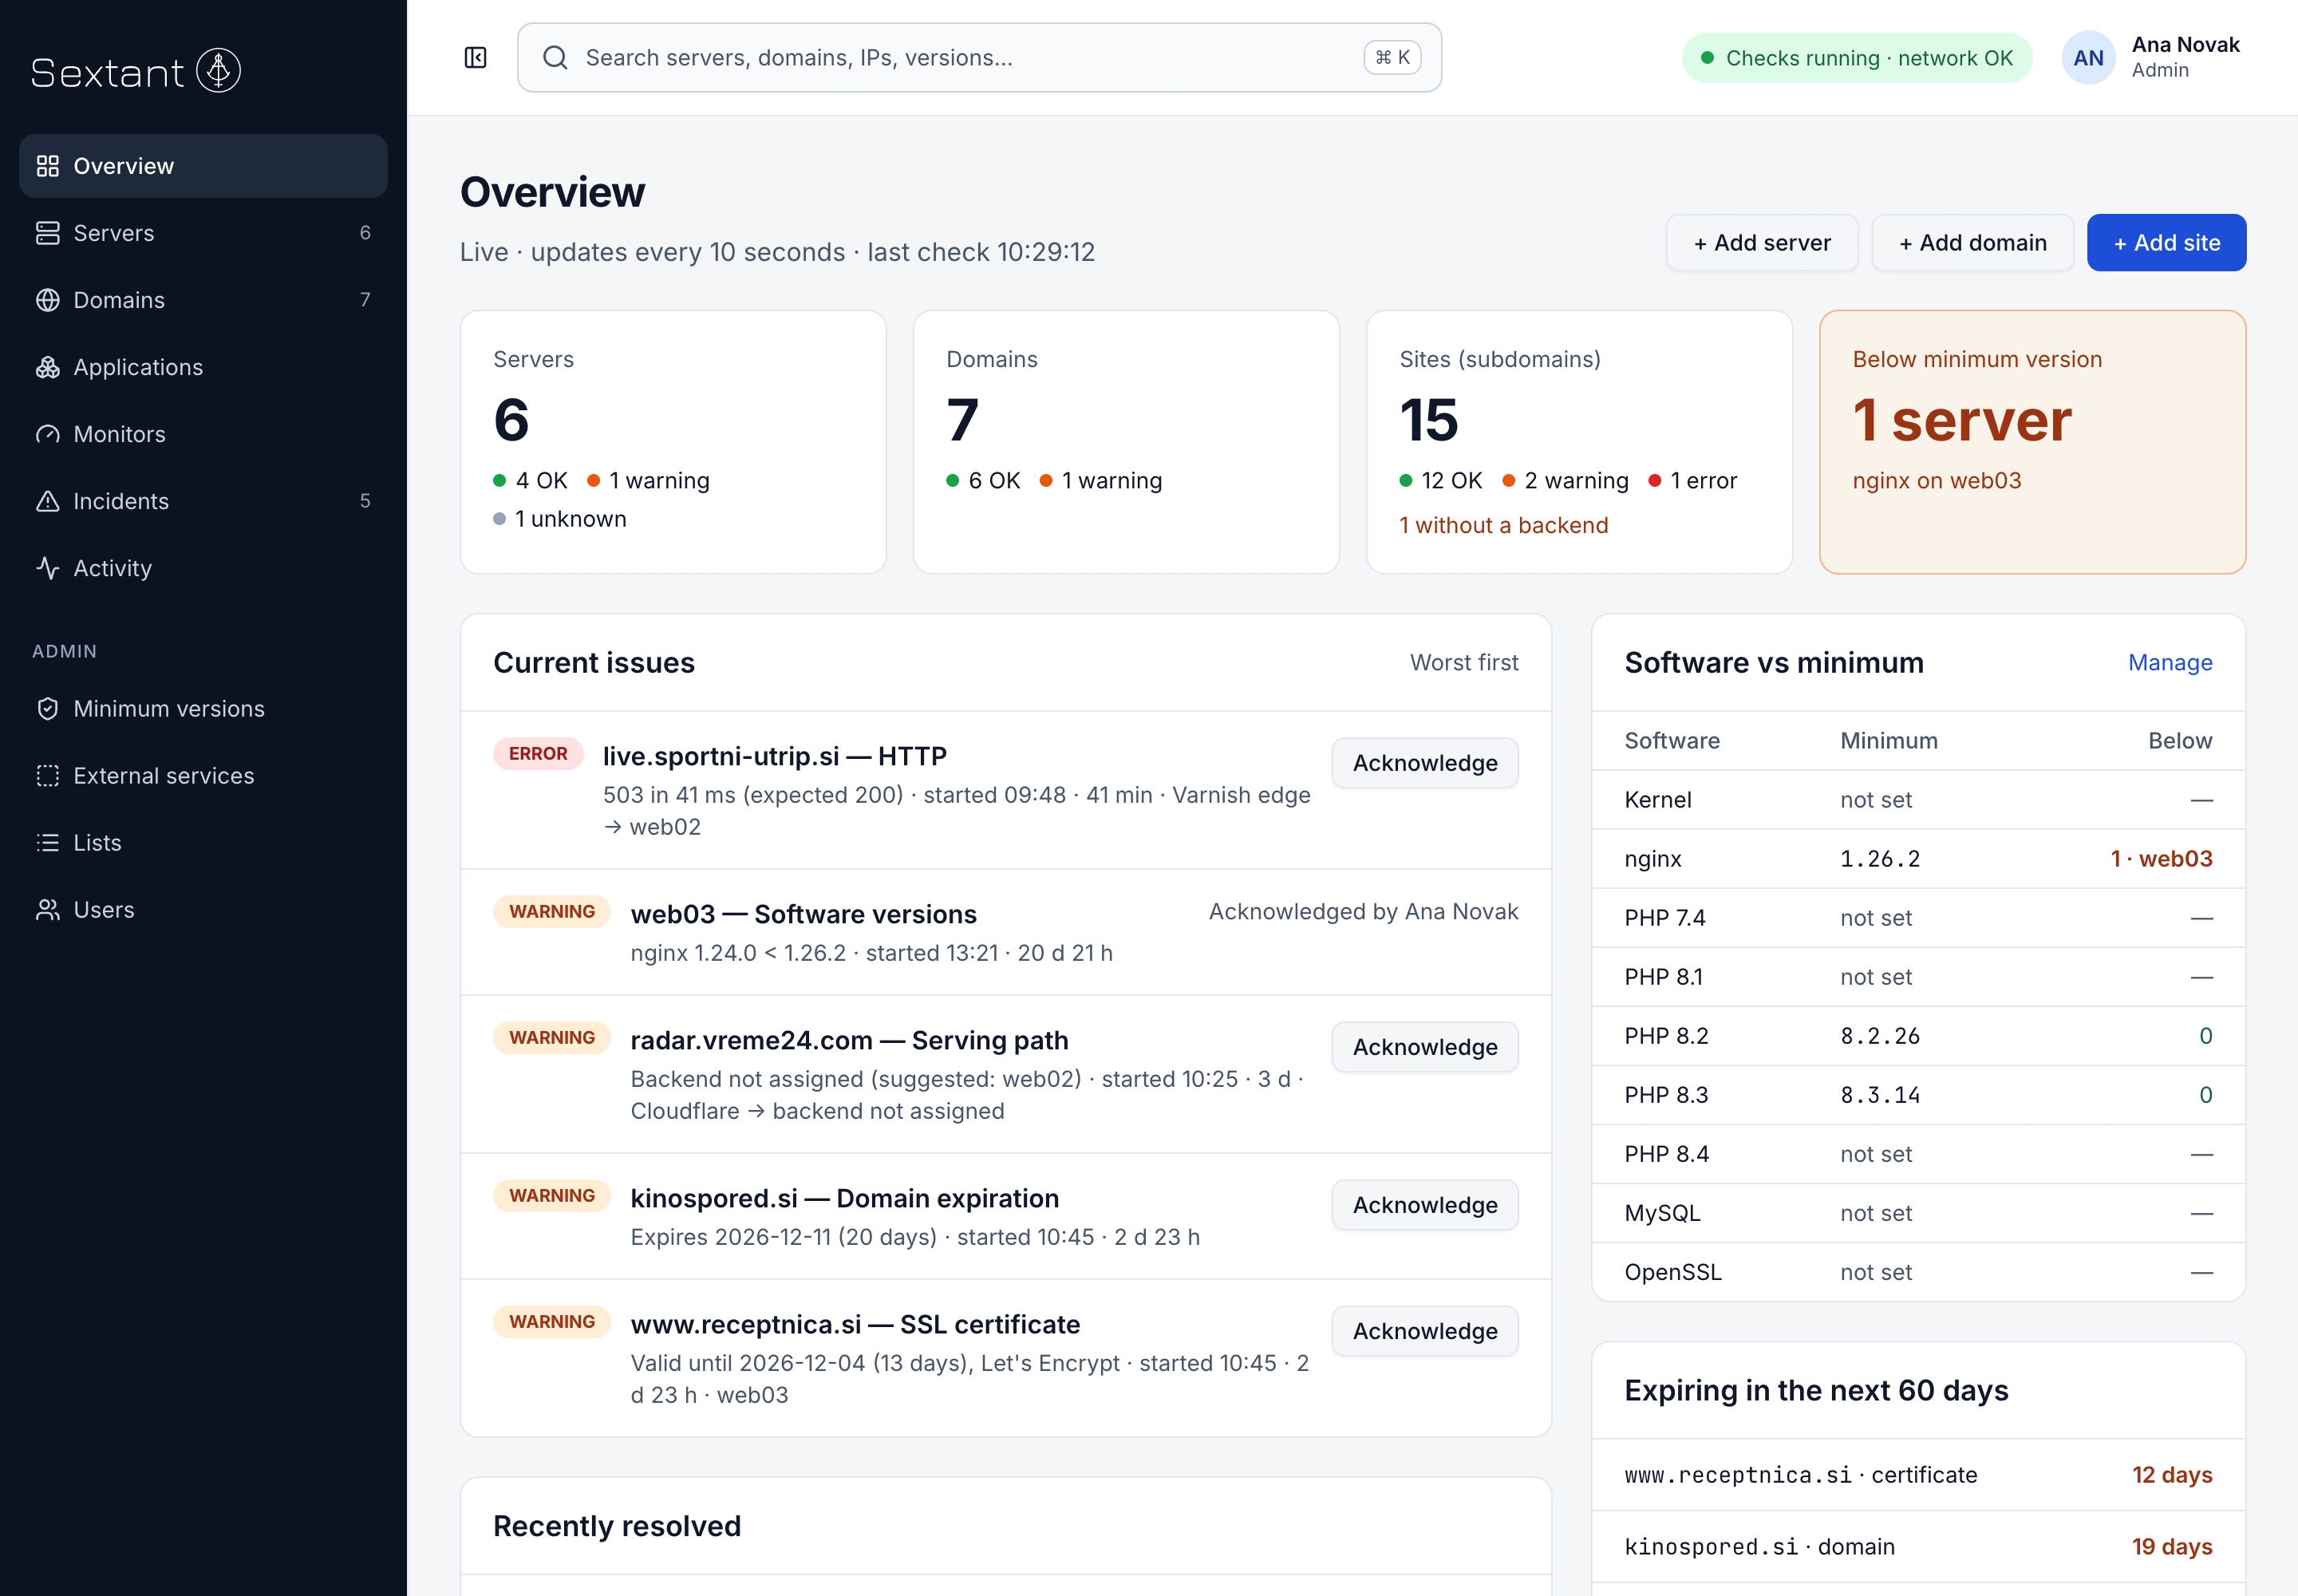 Sextant
Overview
Servers 6
Domains 7
Applications
Monitors
Incidents 5
Activity
ADMIN
Minimum versions
External services
Lists
Users
Search servers, domains, IPs, versions...
⌘ K
Checks running · network OK
AN
Ana Novak
Admin
Overview
Live · updates every 10 seconds · last check 10:29:12
+ Add server
+ Add domain
+ Add site
Servers
6
4 OK 1 warning
1 unknown
Domains
7
6 OK 1 warning
Sites (subdomains)
15
12 OK 2 warning 1 error
1 without a backend
Below minimum version
1 server
nginx on web03
Current issues Worst first
ERROR live.sportni-utrip.si — HTTP Acknowledge
503 in 41 ms (expected 200) · started 09:48 · 41 min · Varnish edge
→ web02
WARNING web03 — Software versions Acknowledged by Ana Novak
nginx 1.24.0 < 1.26.2 · started 13:21 · 20 d 21 h
WARNING radar.vreme24.com — Serving path Acknowledge
Backend not assigned (suggested: web02) · started 10:25 · 3 d ·
Cloudflare → backend not assigned
WARNING kinospored.si — Domain expiration Acknowledge
Expires 2026-12-11 (20 days) · started 10:45 · 2 d 23 h
WARNING www.receptnica.si — SSL certificate Acknowledge
Valid until 2026-12-04 (13 days), Let's Encrypt · started 10:45 · 2
d 23 h · web03
Recently resolved
Software vs minimum Manage
Software Minimum Below
Kernel not set —
nginx 1.26.2 1 · web03
PHP 7.4 not set —
PHP 8.1 not set —
PHP 8.2 8.2.26 0
PHP 8.3 8.3.14 0
PHP 8.4 not set —
MySQL not set —
OpenSSL not set —
Expiring in the next 60 days
www.receptnica.si · certificate 12 days
kinospored.si · domain 19 days